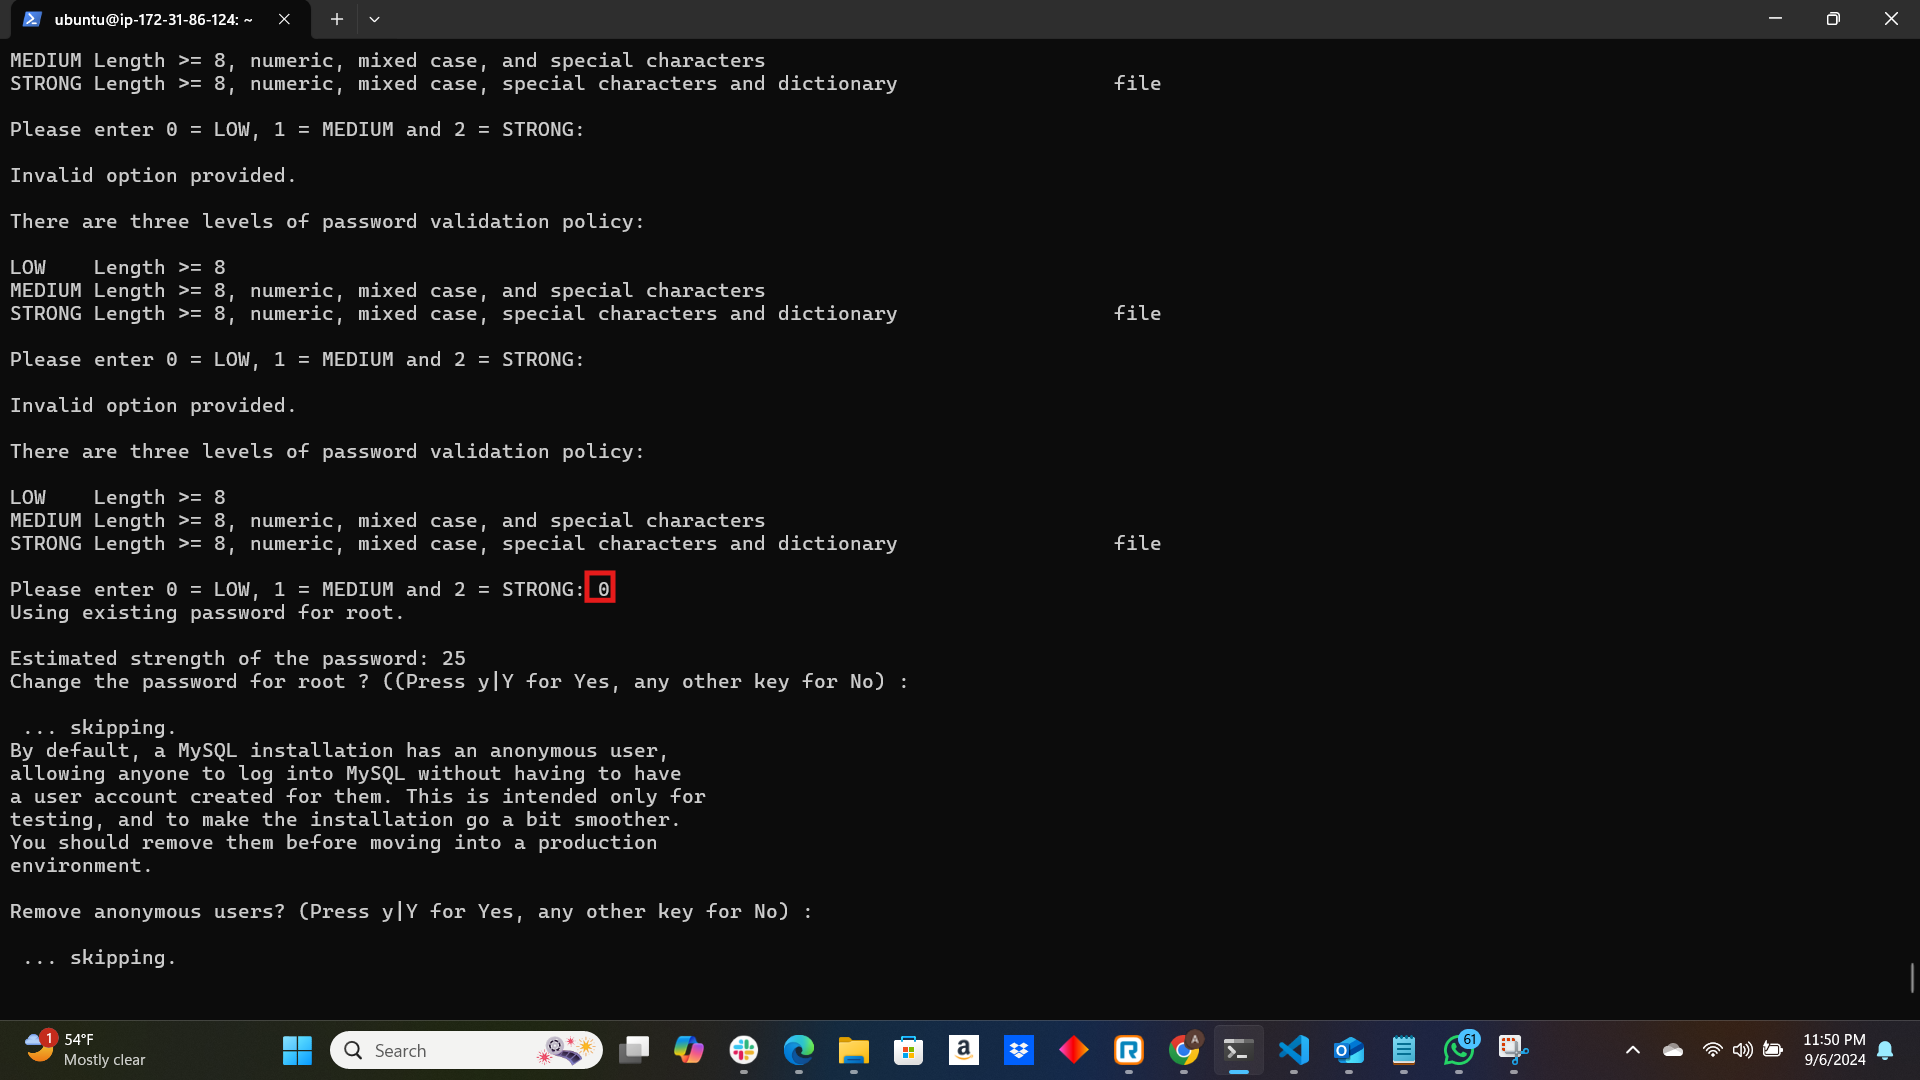 ubuntu@ip-172-31-86-124: ~
MEDIUM Length >= 8, numeric, mixed case, and special characters
STRONG Length >= 8, numeric, mixed case, special characters and dictionary                  file
Please enter 0 = LOW, 1 = MEDIUM and 2 = STRONG:
Invalid option provided.
There are three levels of password validation policy:
LOW    Length >= 8
MEDIUM Length >= 8, numeric, mixed case, and special characters
STRONG Length >= 8, numeric, mixed case, special characters and dictionary                  file
Please enter 0 = LOW, 1 = MEDIUM and 2 = STRONG:
Invalid option provided.
There are three levels of password validation policy:
LOW    Length >= 8
MEDIUM Length >= 8, numeric, mixed case, and special characters
STRONG Length >= 8, numeric, mixed case, special characters and dictionary                  file
Please enter 0 = LOW, 1 = MEDIUM and 2 = STRONG: 0
Using existing password for root.
Estimated strength of the password: 25
Change the password for root ? ((Press y|Y for Yes, any other key for No) :
 ... skipping.
By default, a MySQL installation has an anonymous user,
allowing anyone to log into MySQL without having to have
a user account created for them. This is intended only for
testing, and to make the installation go a bit smoother.
You should remove them before moving into a production
environment.
Remove anonymous users? (Press y|Y for Yes, any other key for No) :
 ... skipping.
1
54°F
Mostly clear
Search
a
A
61
11:50 PM
9/6/2024